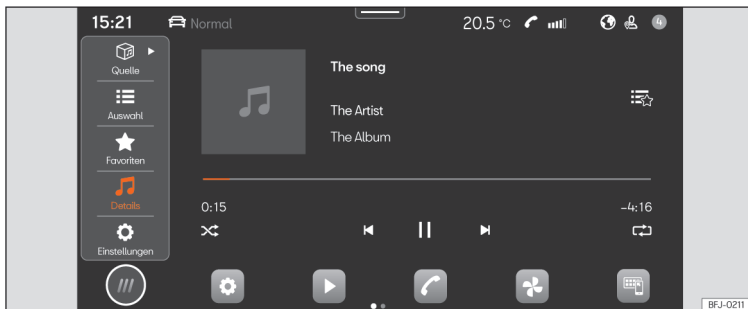 15:21 Normal 20.5 °C 4
Quelle
Auswahl
Favoriten
Details
Einstellungen
The song
The Artist
The Album
0:15 -4:16
BFJ-0211